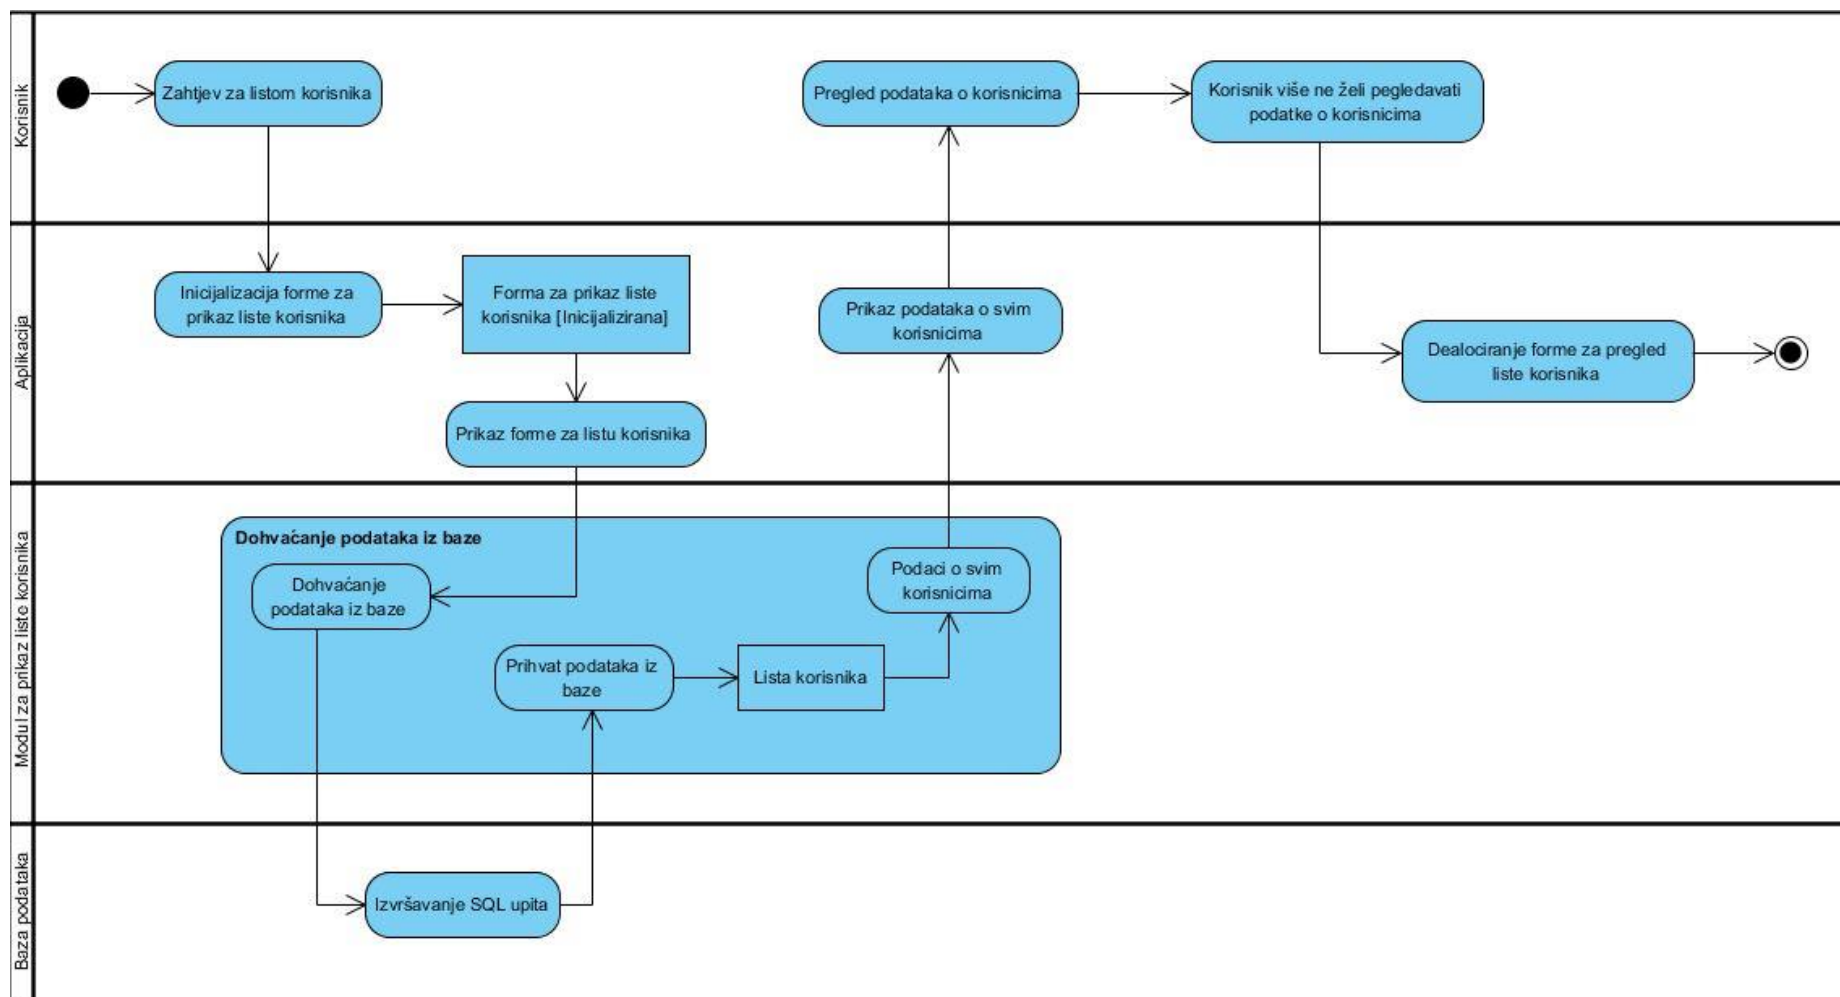 Korisnik
Zahtjev za listom korisnika
Pregled podataka o korisnicima
Korisnik više ne želi pegledavati
podatke o korisnicima
Aplikacija
Inicijalizacija forme za
prikaz liste korisnika
Forma za prikaz liste
korisnika [Inicijalizirana]
Prikaz forme za listu korisnika
Prikaz podataka o svim
korisnicima
Dealociranje forme za pregled
liste korisnika
Modul za prikaz liste korisnika
Dohvaćanje podataka iz baze
Dohvaćanje
podataka iz baze
Prihvat podataka iz
baze
Lista korisnika
Podaci o svim
korisnicima
Baza podataka
Izvršavanje SQL upita